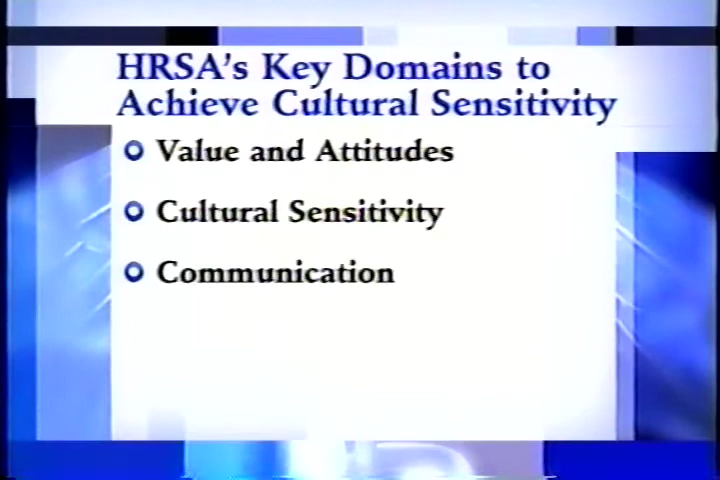 HRSA's Key Domains to
Achieve Cultural Sensitivity
Value and Attitudes
Cultural Sensitivity
Communication